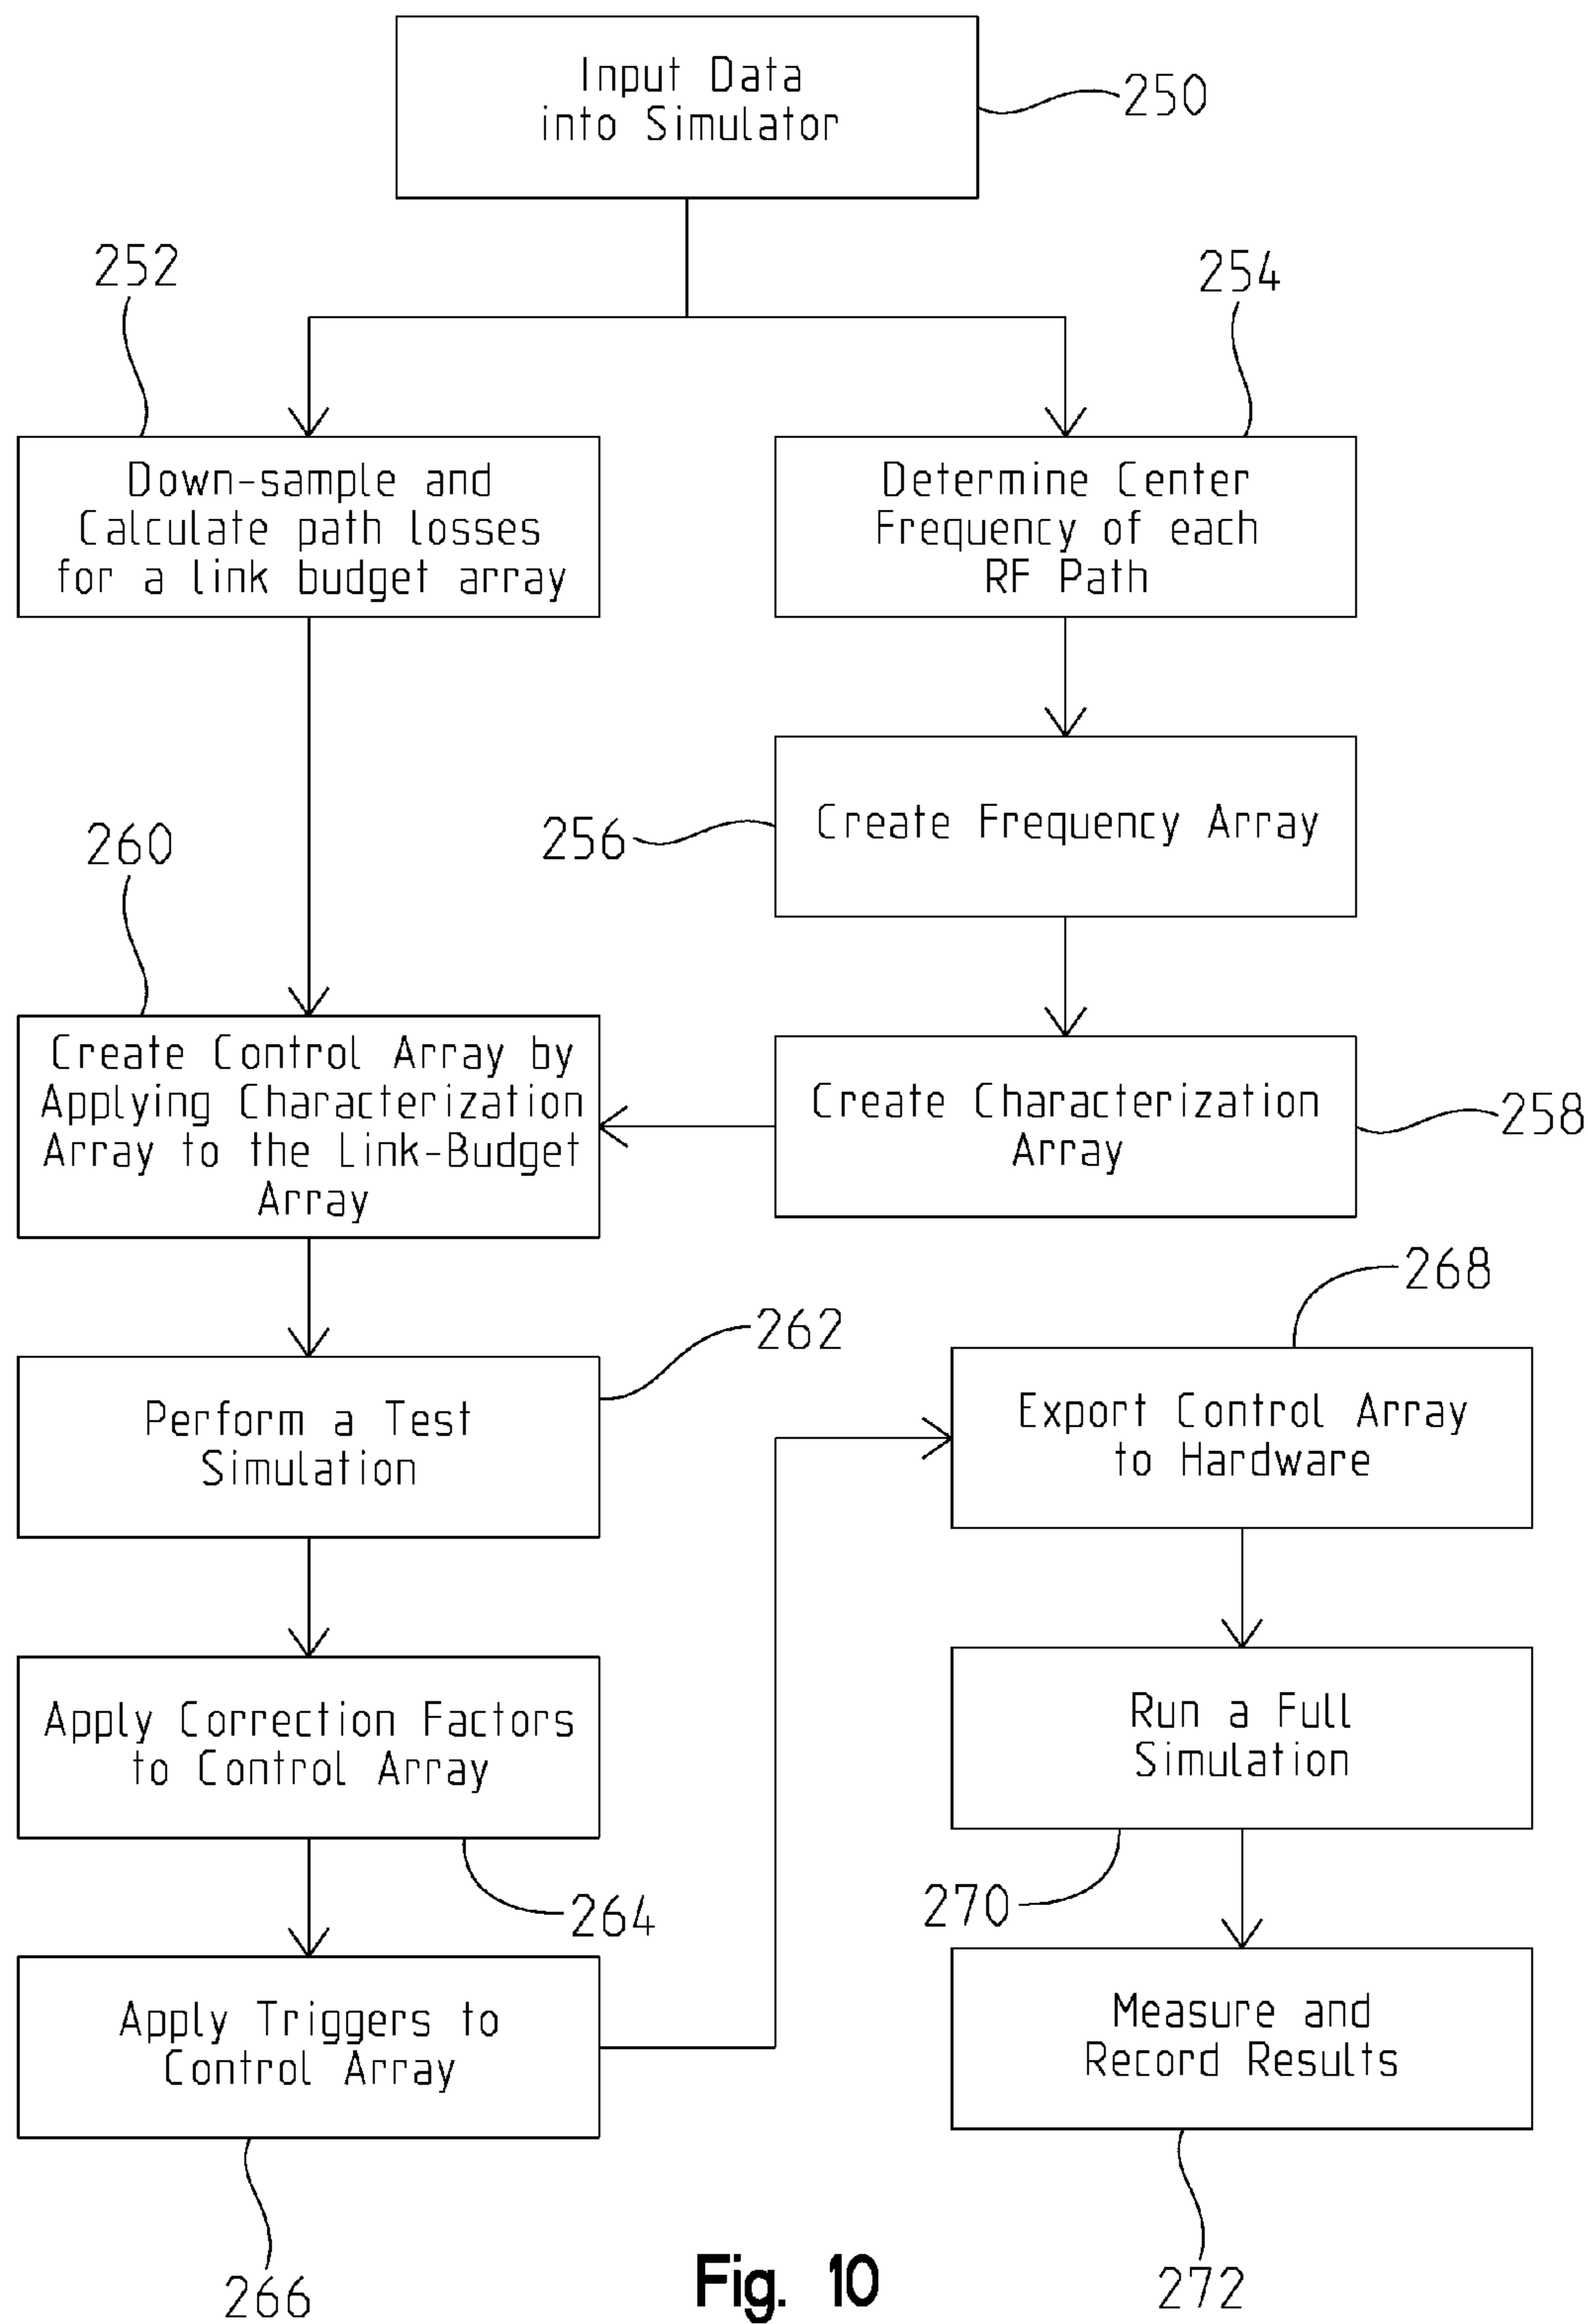 Input Data
into Simulator
250
252
254
Down-sample and
Calculate path losses
for a link budget array
Determine Center
Frequency of each
RF Path
256
Create Frequency Array
260
Create Control Array by
Applying Characterization
Array to the Link-Budget
Array
Create Characterization
Array
258
262
268
Perform a Test
Simulation
Export Control Array
to Hardware
Apply Correction Factors
to Control Array
264
Run a Full
Simulation
270
Apply Triggers to
Control Array
266
Measure and
Record Results
272
Fig. 10